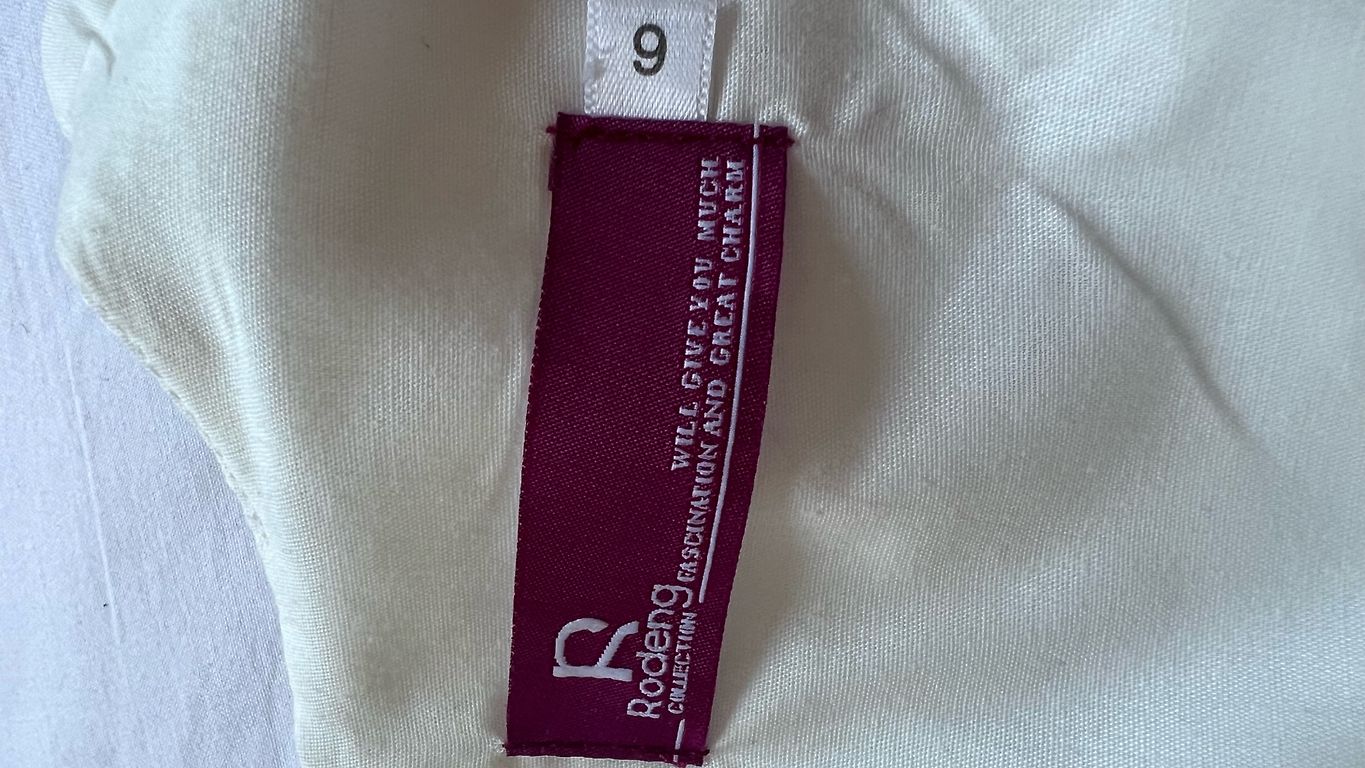 9
R
Rodeng
COLLECTION
WILL GIVE YOU MUCH
FASCINATION AND GREAT CHARM